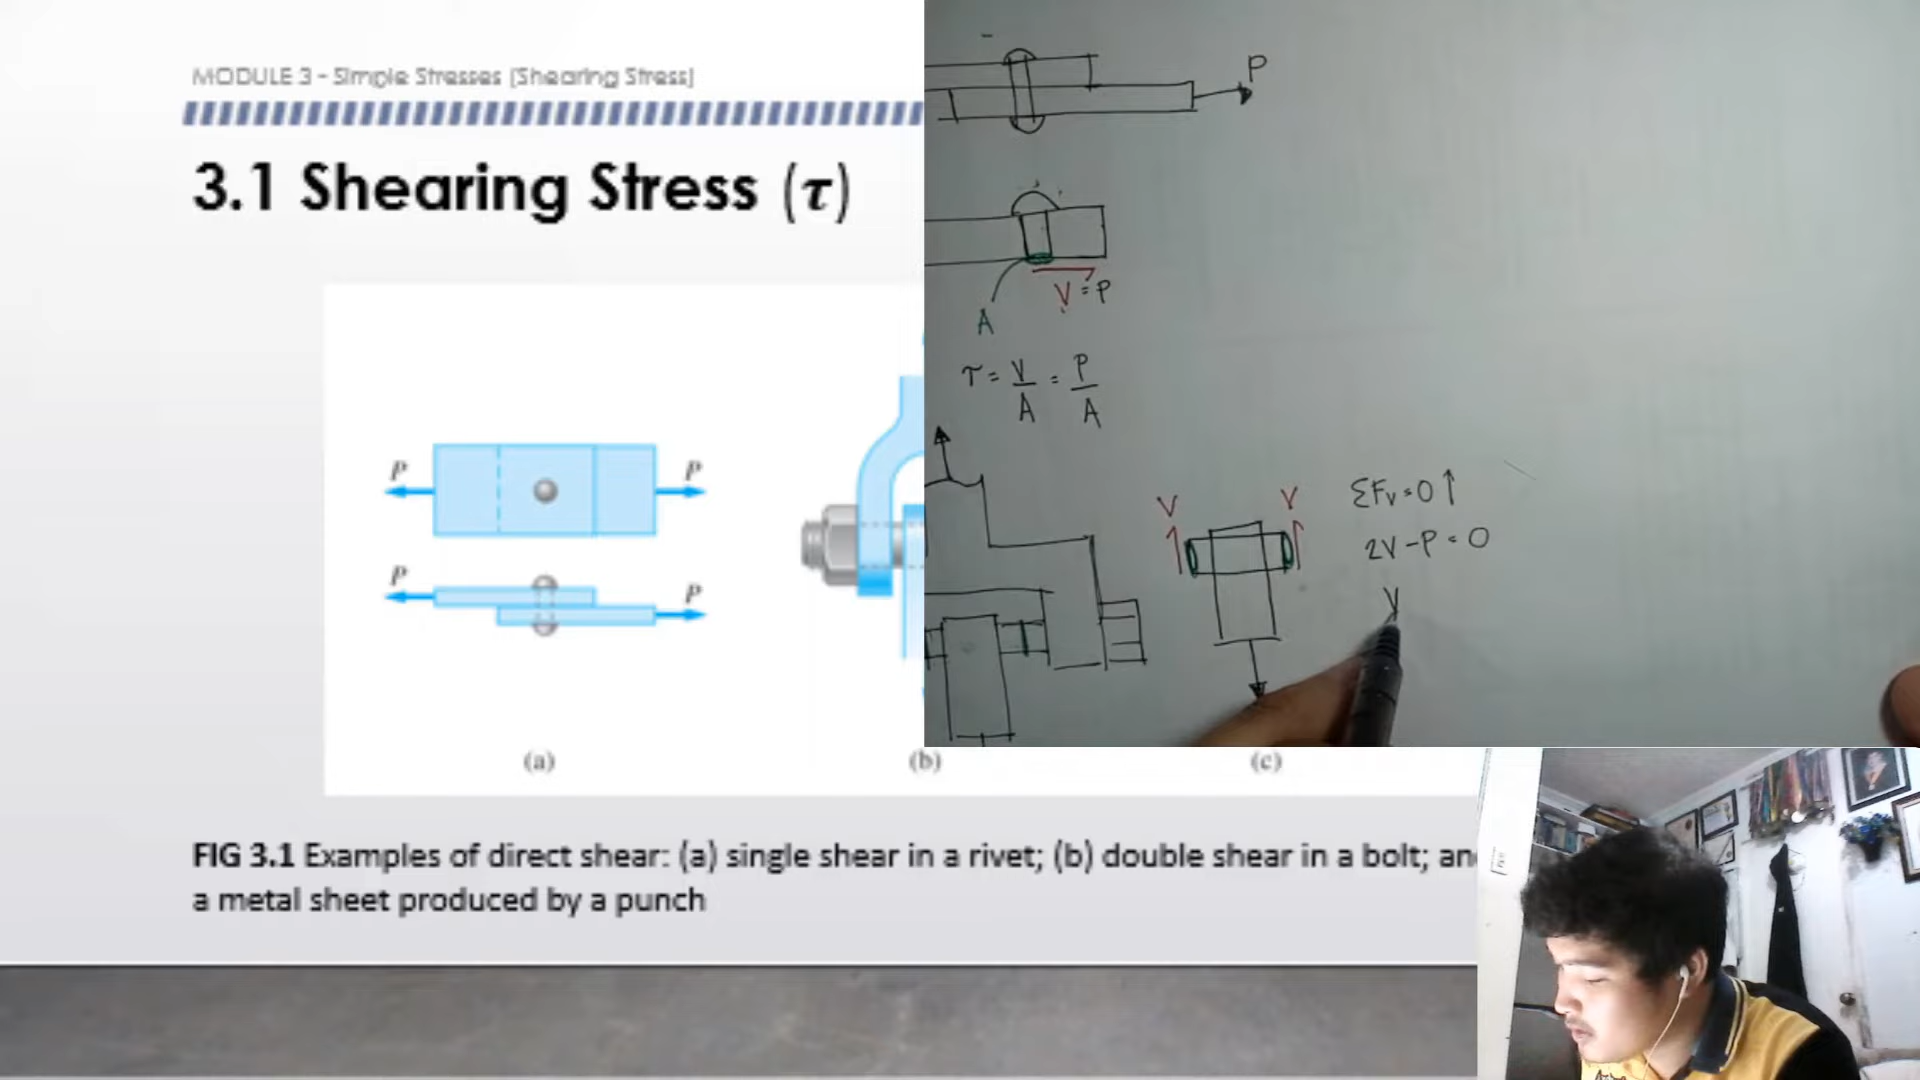 MODULE 3 - Simple Stresses (Shearing Stress)
3.1 Shearing Stress (τ)
P
P
P
P
(a)
(b)
(c)
FIG 3.1 Examples of direct shear: (a) single shear in a rivet; (b) double shear in a bolt; an
a metal sheet produced by a punch
P
V = P
A
τ = V/A = P/A
V
V
ΣFv = 0 ↑
2V - P = 0
V